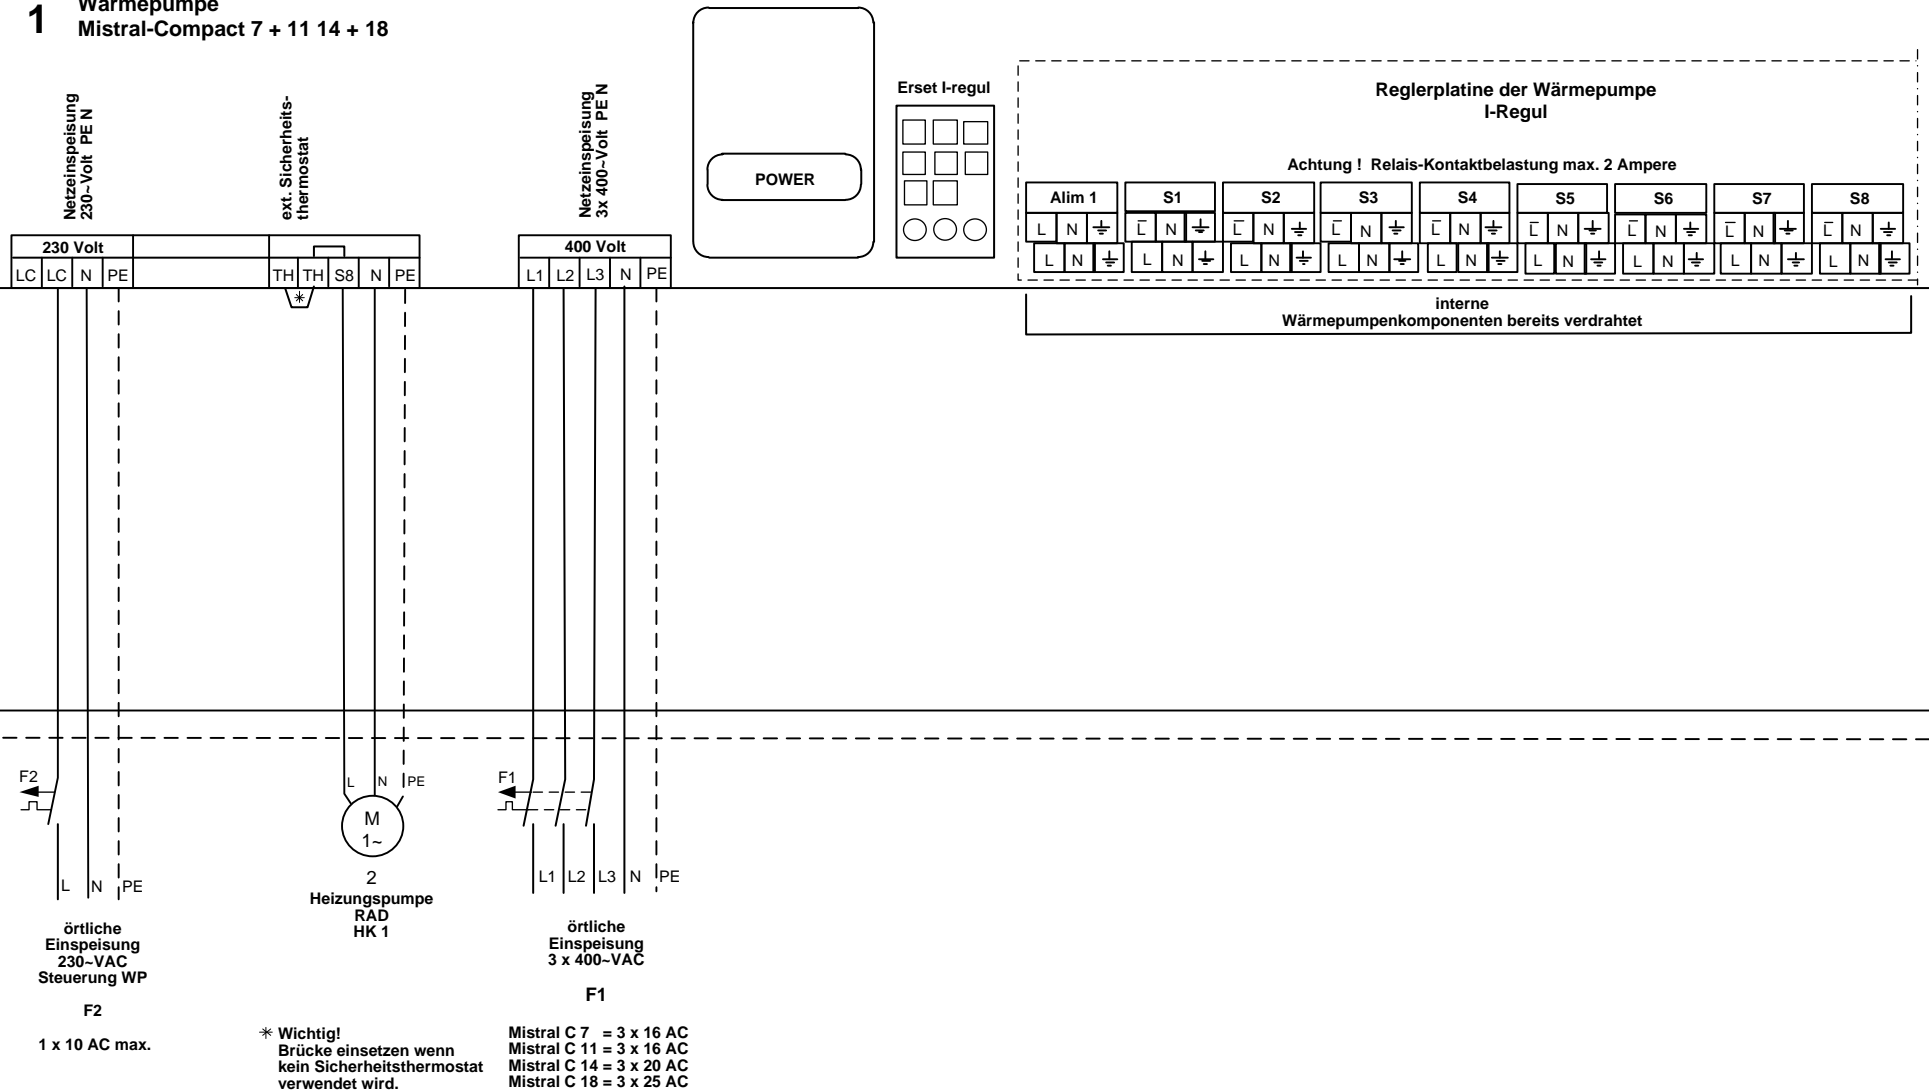 1
Wärmepumpe
Mistral-Compact 7 + 11 14 + 18
Netzeinspeisung
230~Volt PE N
ext. Sicherheits-
thermostat
Netzeinspeisung
3x 400~Volt PE N
230 Volt
LC LC N PE
TH TH S8 N PE
*
400 Volt
L1 L2 L3 N PE
POWER
Erset I-regul
Reglerplatine der Wärmepumpe
I-Regul
Achtung ! Relais-Kontaktbelastung max. 2 Ampere
Alim 1 S1 S2 S3 S4 S5 S6 S7 S8
L N L N L N L N L N L N L N L N L N
L N L N L N L N L N L N L N L N L N
interne
Wärmepumpenkomponenten bereits verdrahtet
F2
L N PE
F1
M
1~
L N PE
2
Heizungspumpe
RAD
HK 1
L1 L2 L3 N PE
örtliche
Einspeisung
230~VAC
Steuerung WP
F2
1 x 10 AC max.
* Wichtig!
Brücke einsetzen wenn
kein Sicherheitsthermostat
verwendet wird.
örtliche
Einspeisung
3 x 400~VAC
F1
Mistral C 7 = 3 x 16 AC
Mistral C 11 = 3 x 16 AC
Mistral C 14 = 3 x 20 AC
Mistral C 18 = 3 x 25 AC